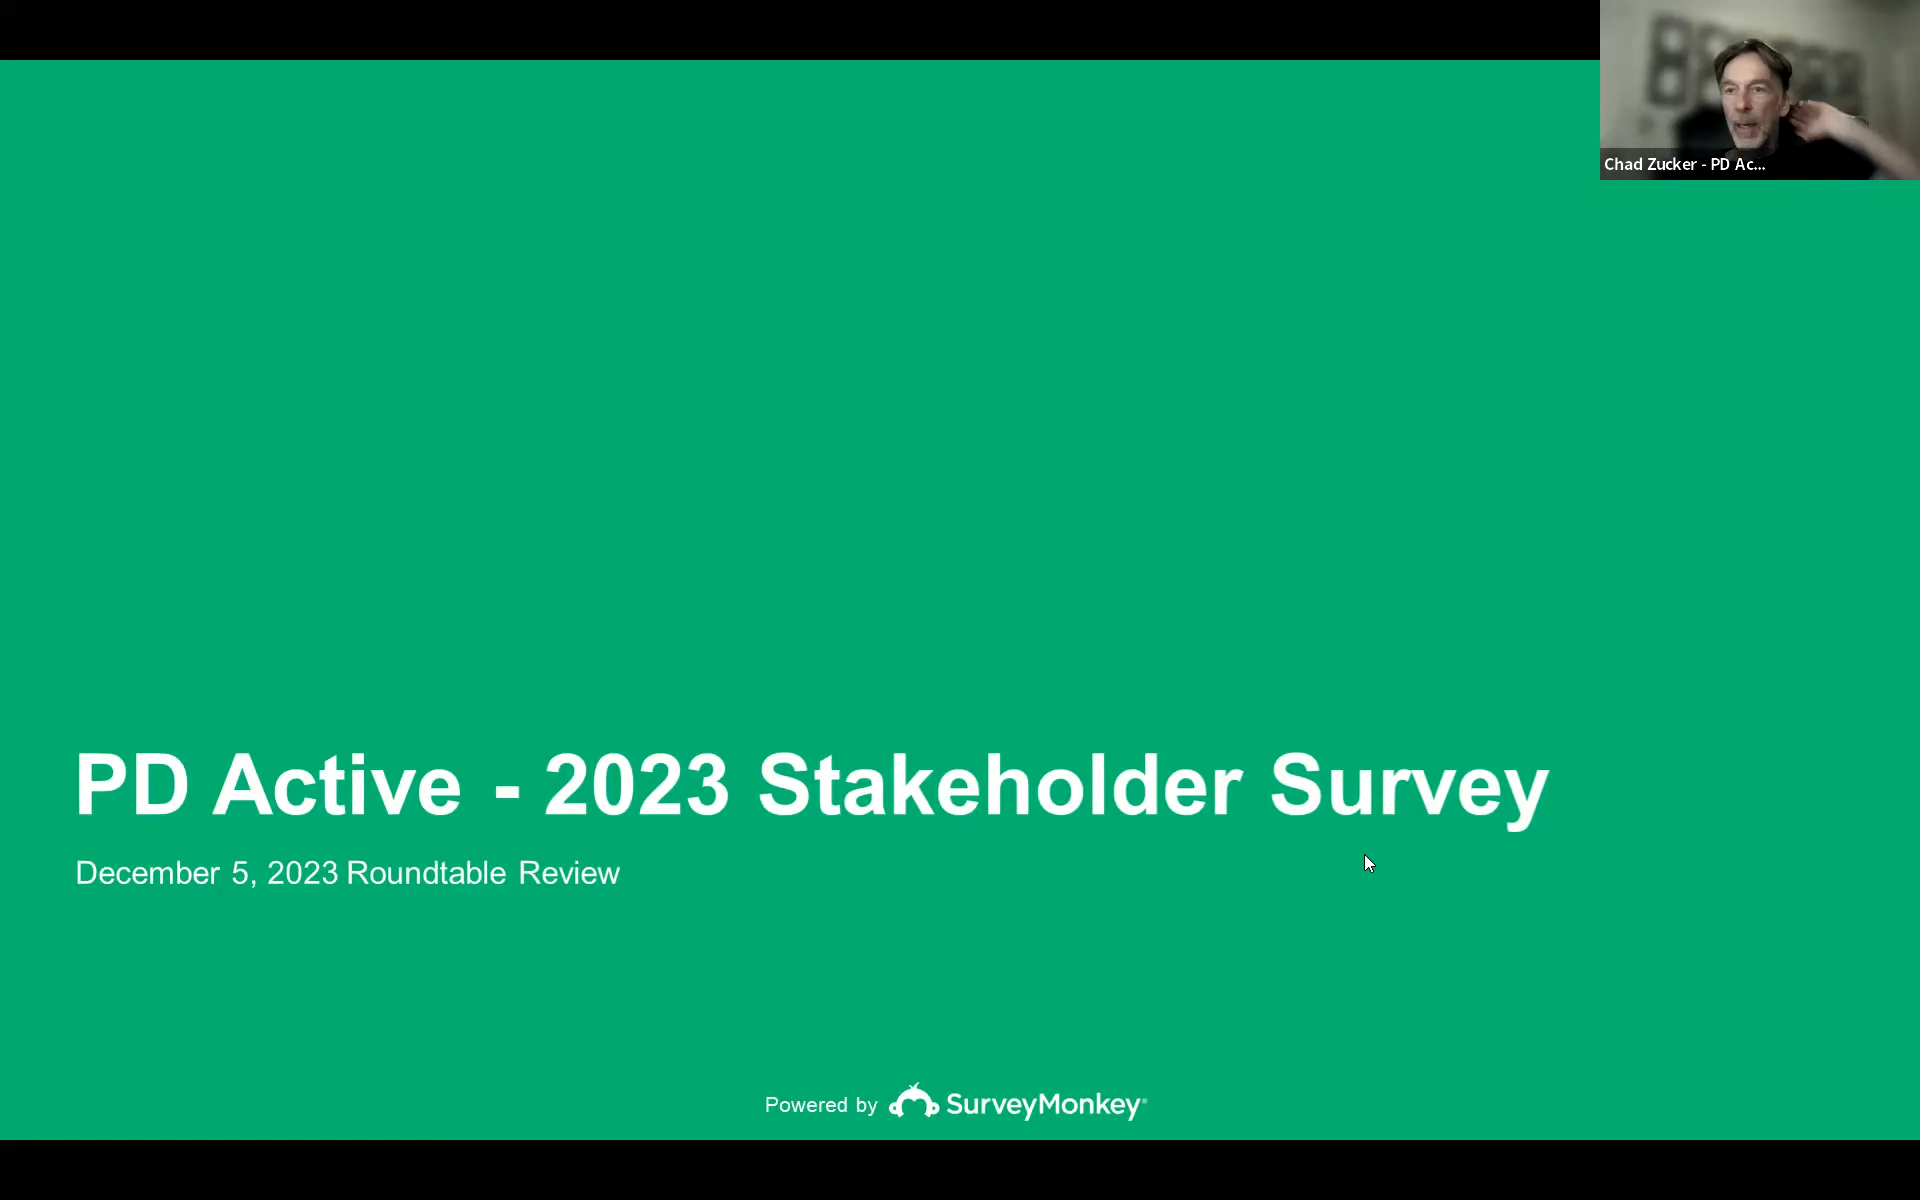 Chad Zucker - PD Ac...
PD Active - 2023 Stakeholder Survey
December 5, 2023 Roundtable Review
Powered by SurveyMonkey